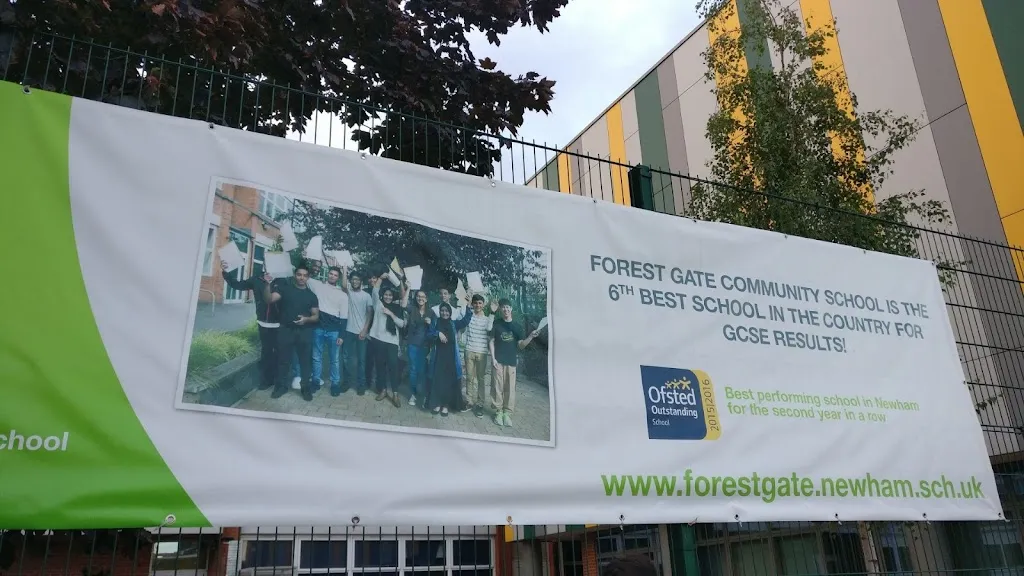 chool
FOREST GATE COMMUNITY SCHOOL IS THE
6TH BEST SCHOOL IN THE COUNTRY FOR
GCSE RESULTS!
Ofsted
Outstanding
School
2015|2016
Best performing school in Newham
for the second year in a row
www.forestgate.newham.sch.uk